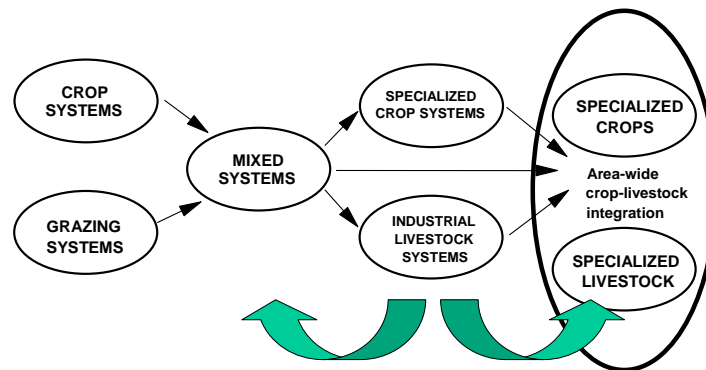 CROP
SYSTEMS
GRAZING
SYSTEMS
MIXED
SYSTEMS
SPECIALIZED
CROP SYSTEMS
INDUSTRIAL
LIVESTOCK
SYSTEMS
SPECIALIZED
CROPS
Area-wide
crop-livestock
integration
SPECIALIZED
LIVESTOCK